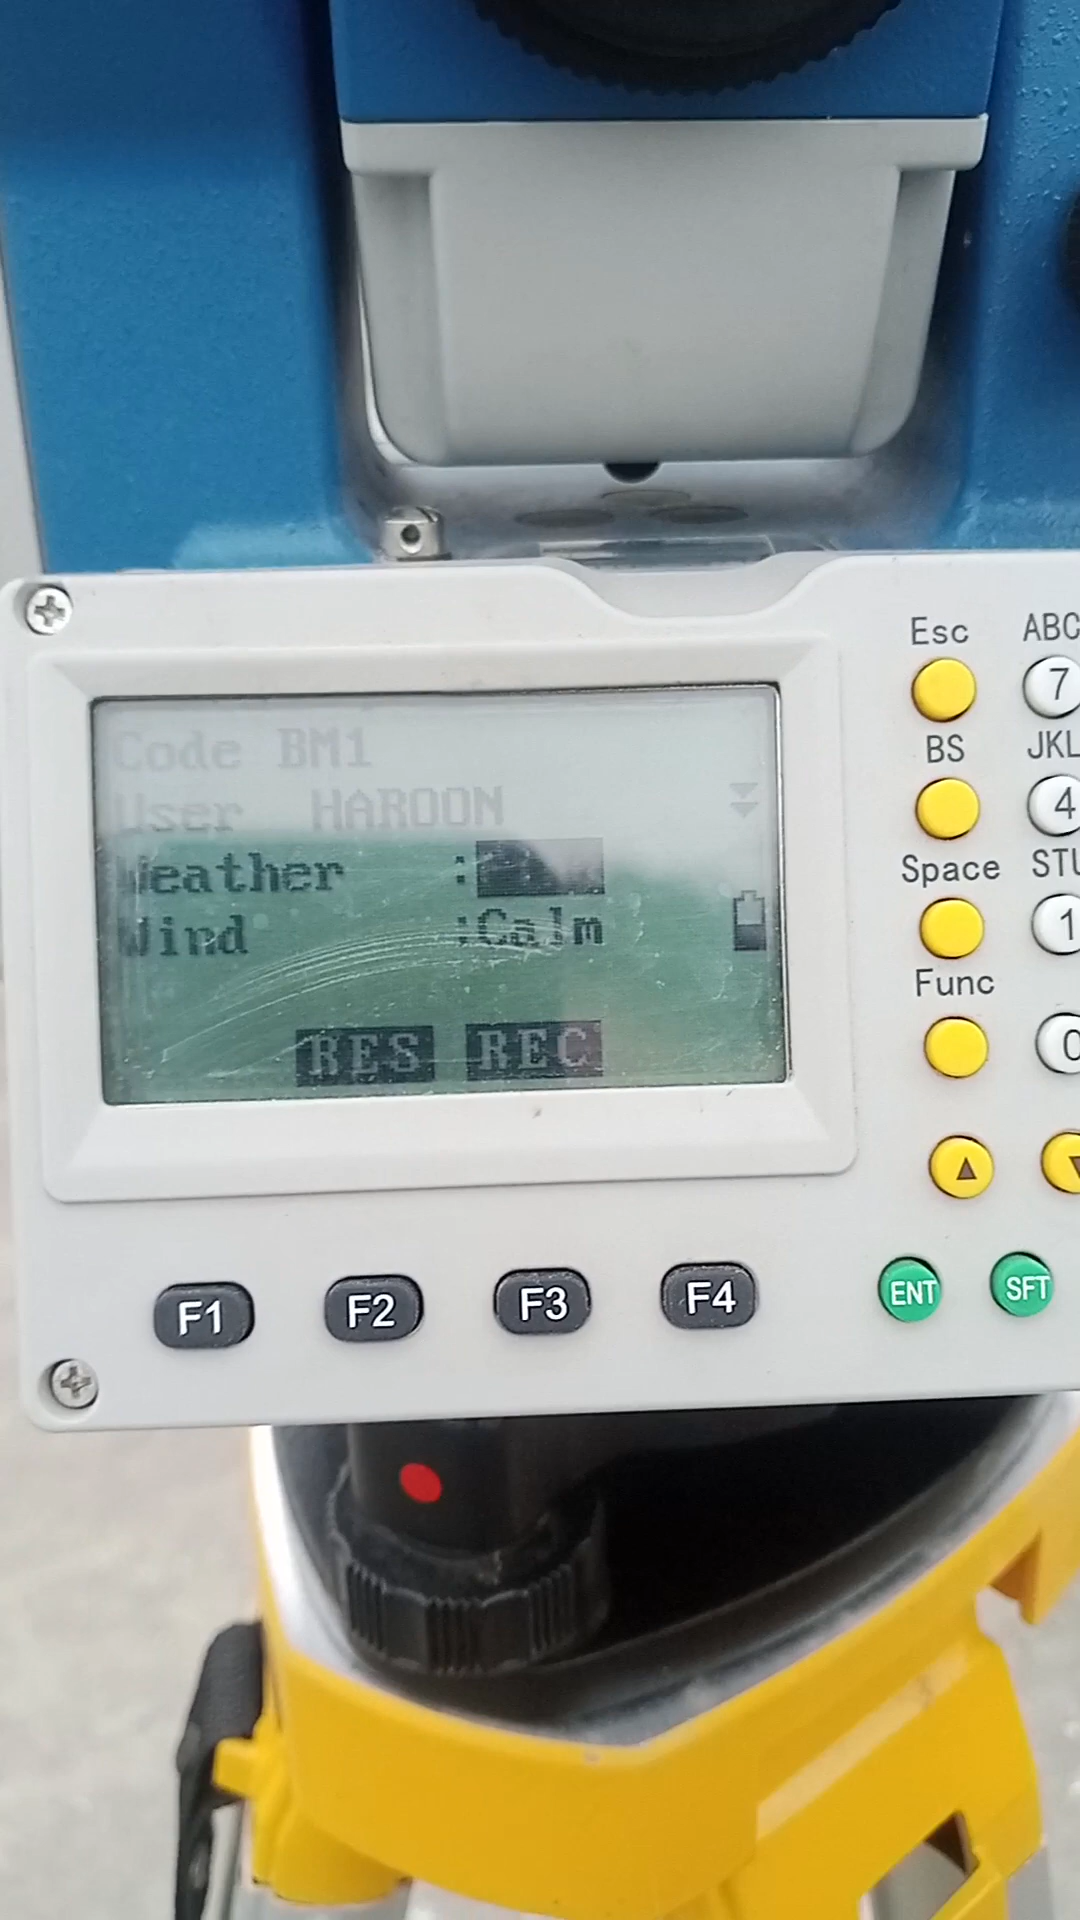 Code BM1
User HAROON
Weather :
Wind :Calm
RES REC
Esc ABC
7
BS JKL
4
Space STU
1
Func
0
F1 F2 F3 F4 ENT SFT